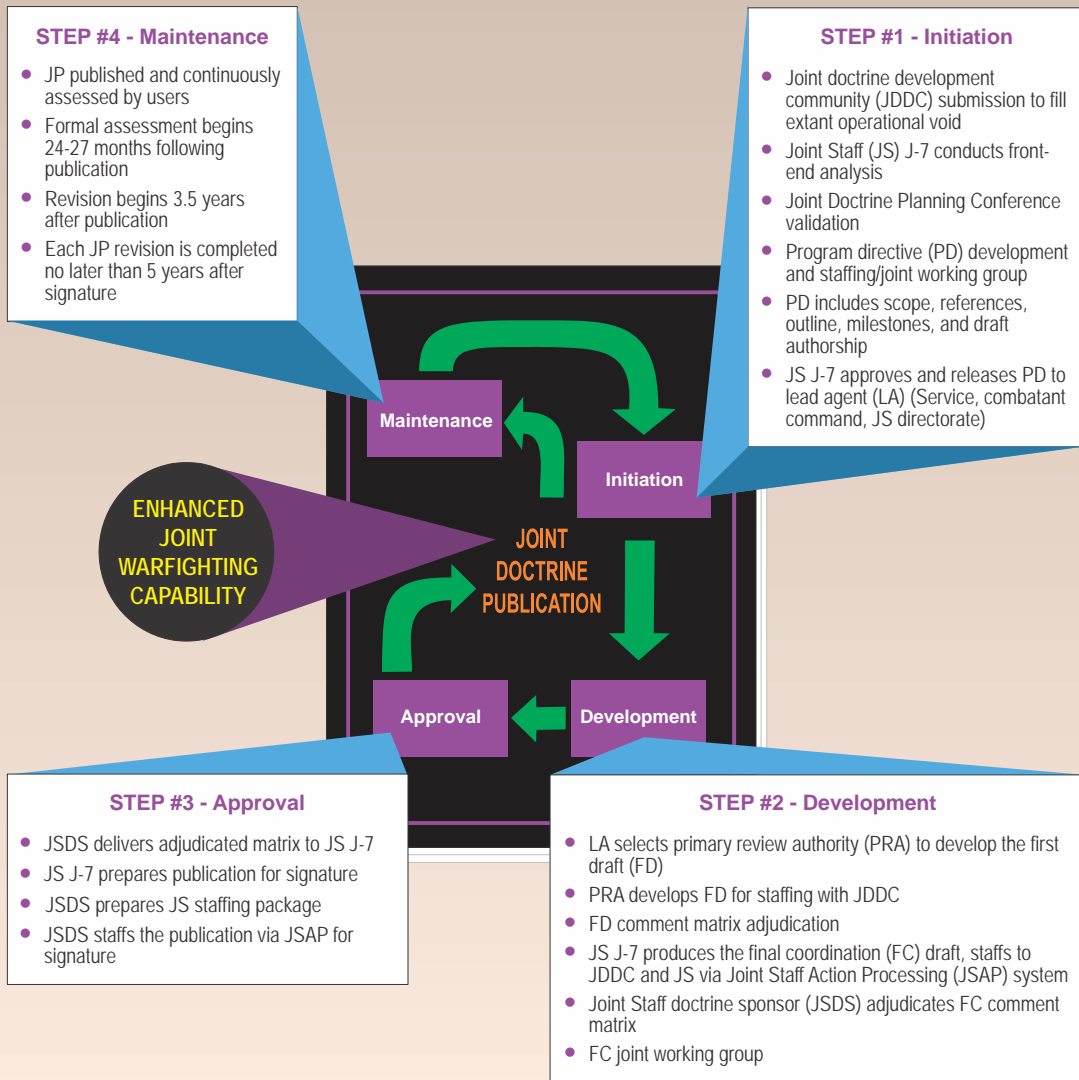 STEP #4 - Maintenance
• JP published and continuously
assessed by users
• Formal assessment begins
24-27 months following
publication
• Revision begins 3.5 years
after publication
• Each JP revision is completed
no later than 5 years after
signature
STEP #1 - Initiation
• Joint doctrine development
community (JDDC) submission to fill
extant operational void
• Joint Staff (JS) J-7 conducts front-
end analysis
• Joint Doctrine Planning Conference
validation
• Program directive (PD) development
and staffing/joint working group
• PD includes scope, references,
outline, milestones, and draft
authorship
• JS J-7 approves and releases PD to
lead agent (LA) (Service, combatant
command, JS directorate)
Maintenance
Initiation
ENHANCED
JOINT
WARFIGHTING
CAPABILITY
JOINT
DOCTRINE
PUBLICATION
Approval
Development
STEP #3 - Approval
• JSDS delivers adjudicated matrix to JS J-7
• JS J-7 prepares publication for signature
• JSDS prepares JS staffing package
• JSDS staffs the publication via JSAP for
signature
STEP #2 - Development
• LA selects primary review authority (PRA) to develop the first
draft (FD)
• PRA develops FD for staffing with JDDC
• FD comment matrix adjudication
• JS J-7 produces the final coordination (FC) draft, staffs to
JDDC and JS via Joint Staff Action Processing (JSAP) system
• Joint Staff doctrine sponsor (JSDS) adjudicates FC comment
matrix
• FC joint working group